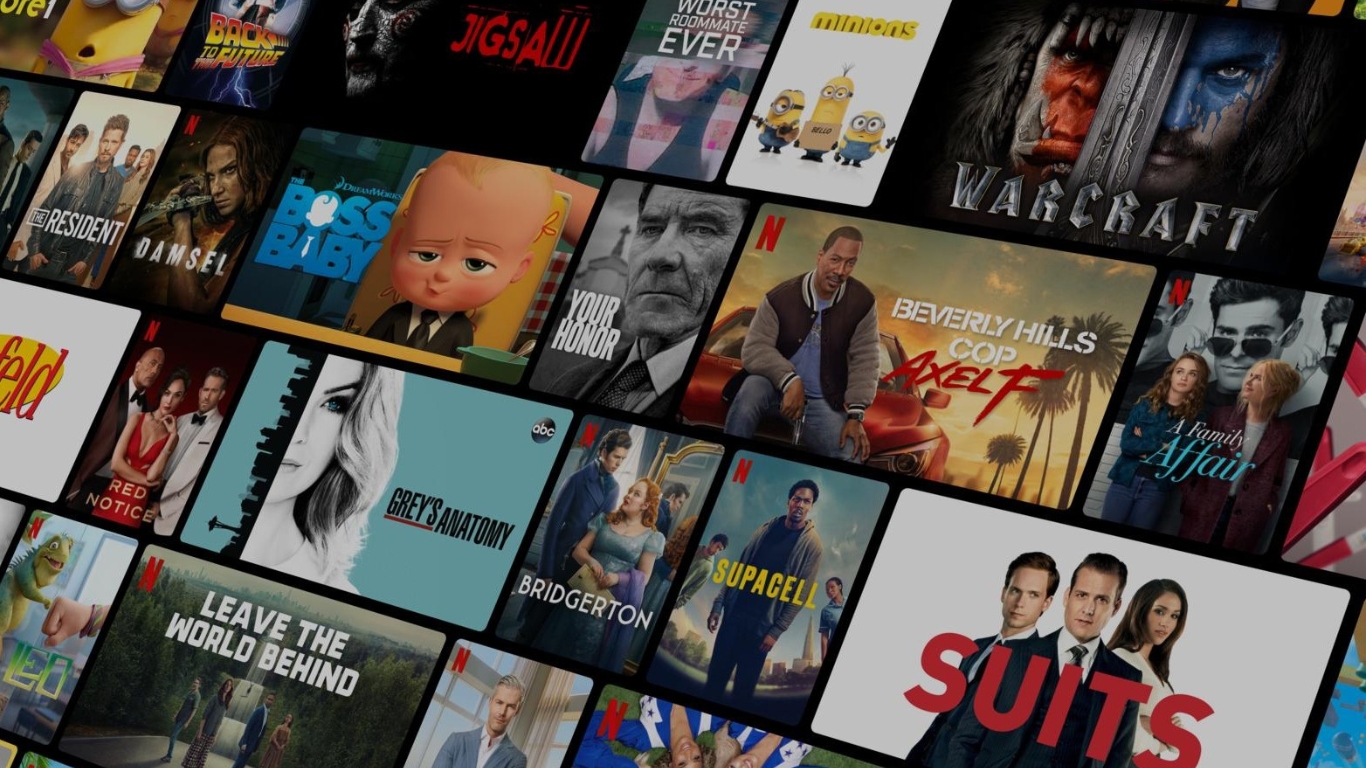 BACK
TO THE FUTURE
JIGSAW
WORST
ROOMMATE
EVER
minions
BELLO
WARCRAFT
THE RESIDENT
N
DAMSEL
THE
DREAMWORKS
BOSS
BABY
YOUR
HONOR
N
BEVERLY HILLS
COP
AXEL F
N
A Family
Affair
feld
N
RED
NOTICE
abc
GREY'S ANATOMY
N
BRIDGERTON
N
SUPACELL
SUITS
N
LEO
N
LEAVE THE
WORLD BEHIND
N
N